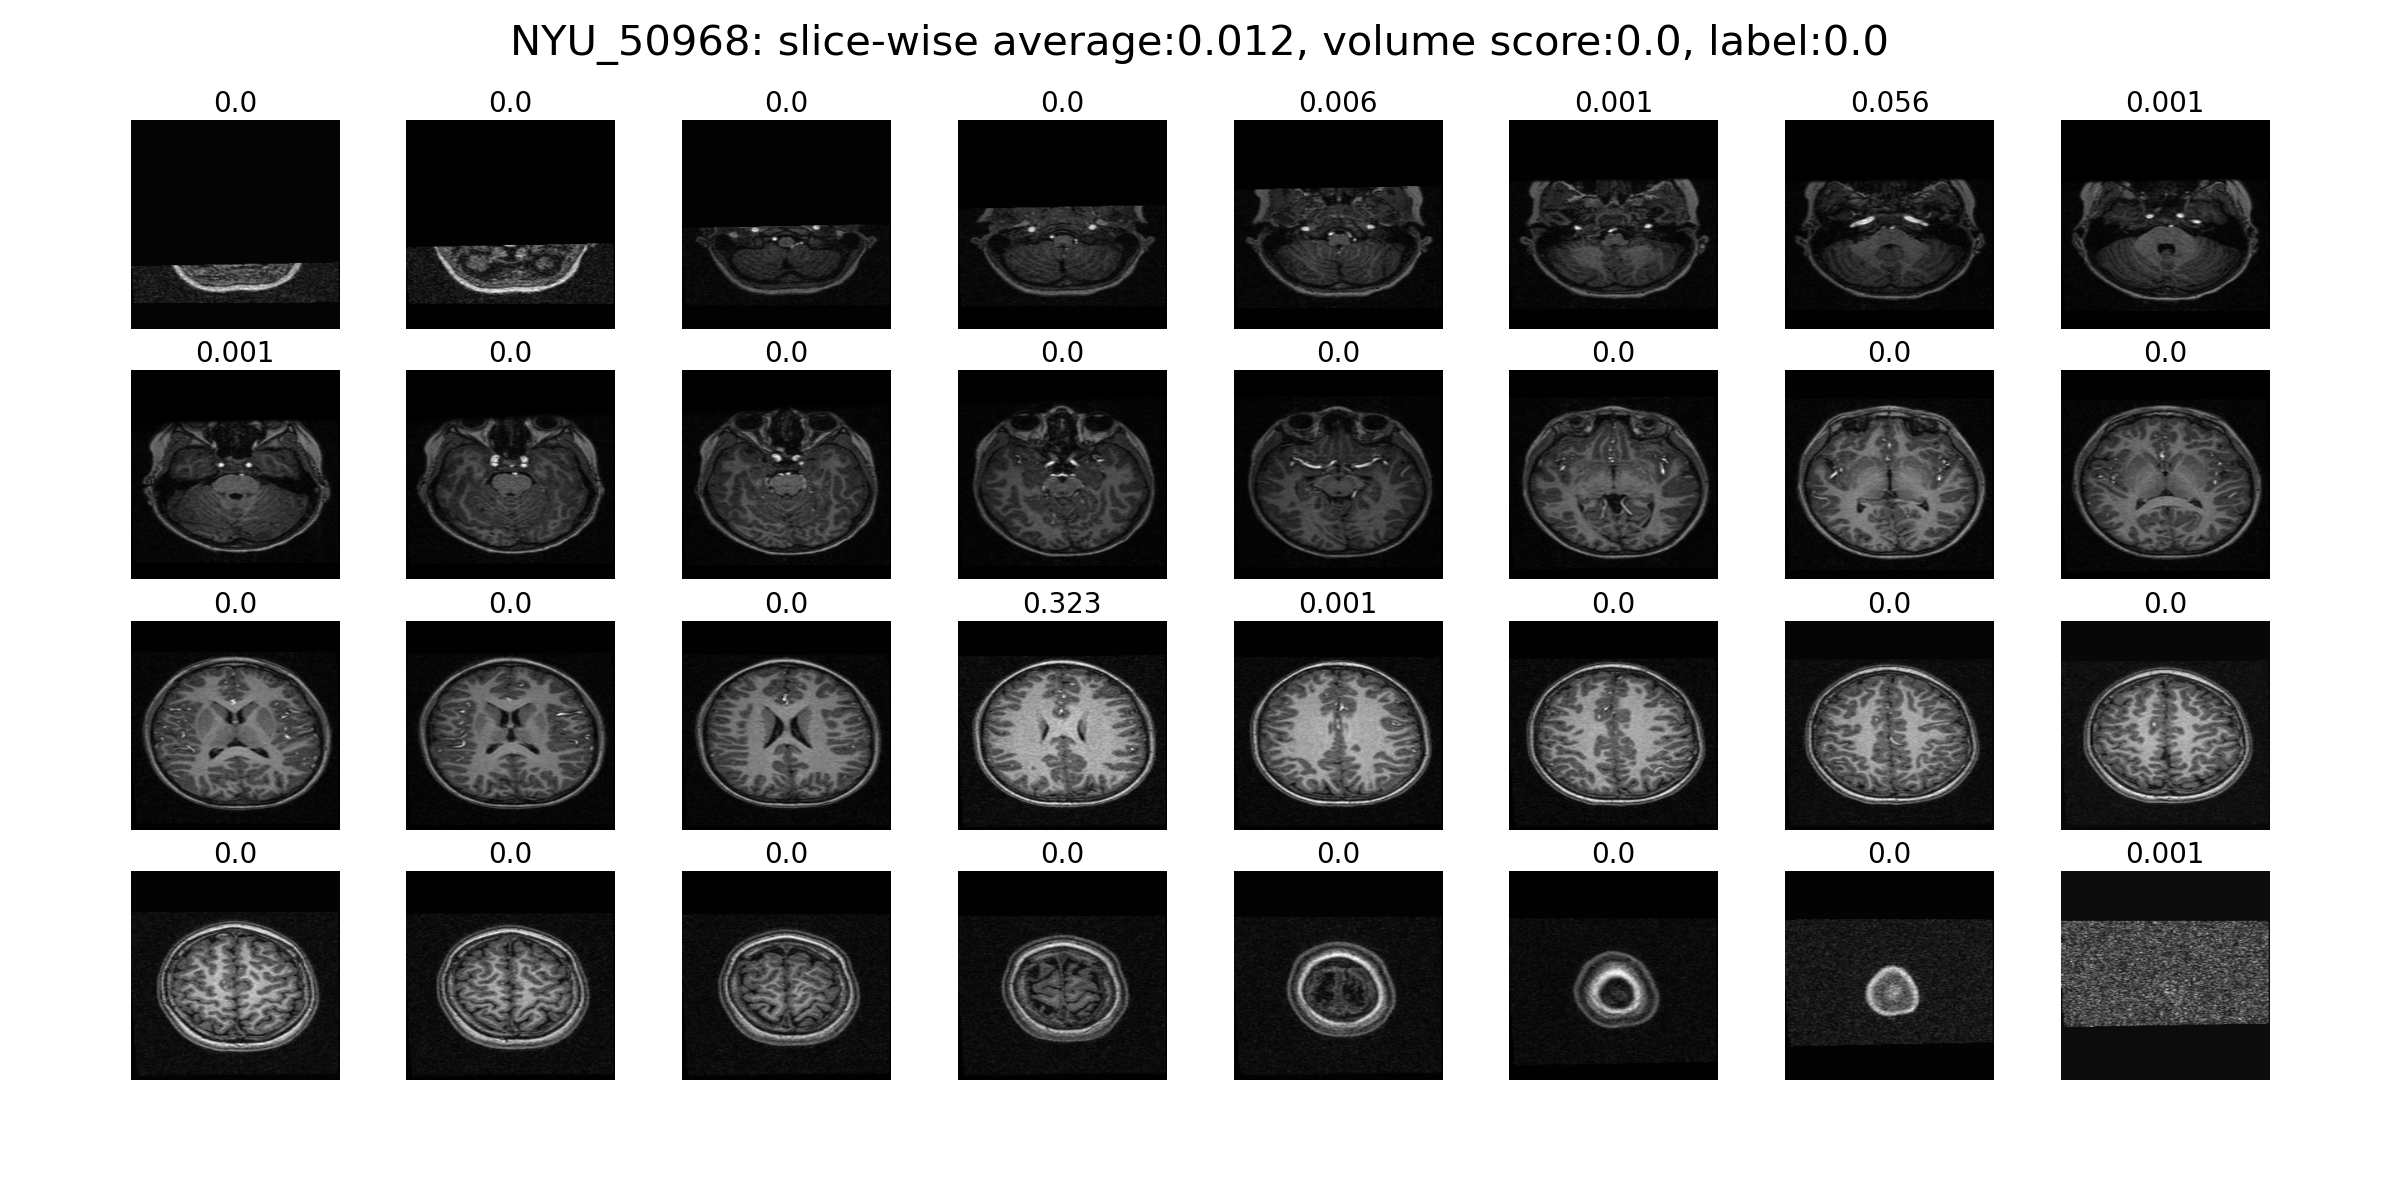 NYU_50968: slice-wise average:0.012, volume score:0.0, label:0.0
0.0 0.0 0.0 0.0 0.006 0.001 0.056 0.001
0.001 0.0 0.0 0.0 0.0 0.0 0.0 0.0
0.0 0.0 0.0 0.323 0.001 0.0 0.0 0.0
0.0 0.0 0.0 0.0 0.0 0.0 0.0 0.001